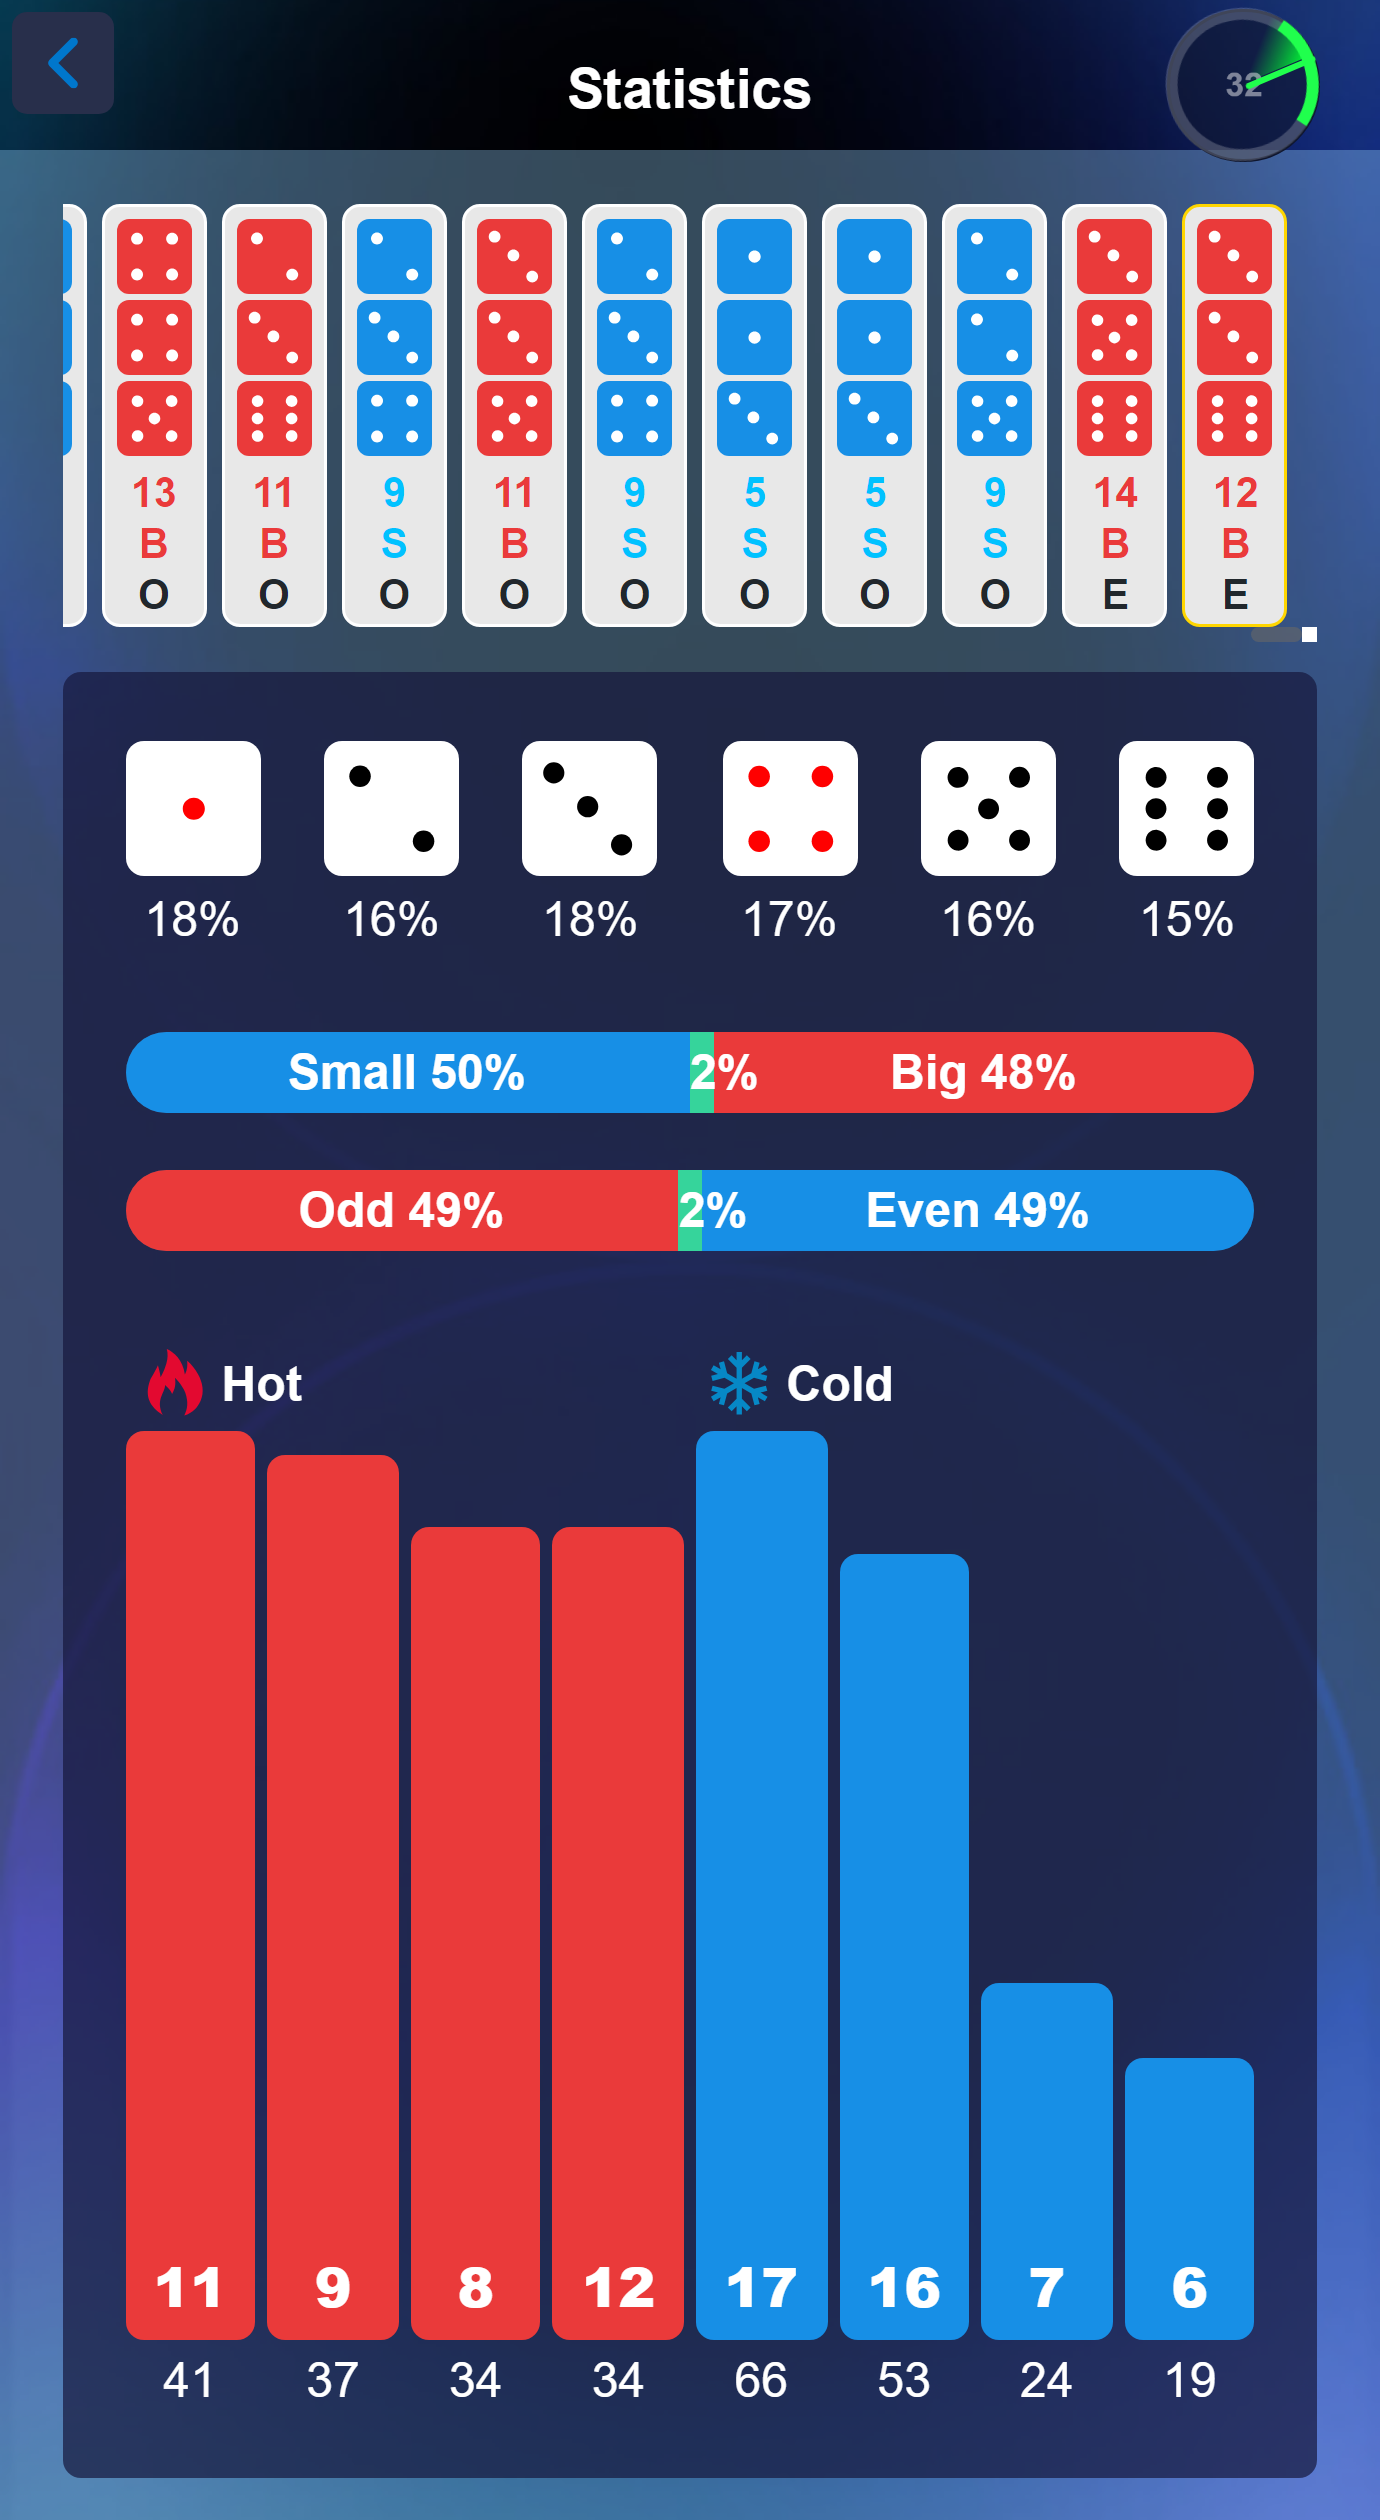 Statistics
32
13 11 9 11 9 5 5 9 14 12
B B S B S S S S B B
O O O O O O O O E E
18% 16% 18% 17% 16% 15%
Small 50% 2% Big 48%
Odd 49% 2% Even 49%
Hot Cold
11 9 8 12 17 16 7 6
41 37 34 34 66 53 24 19